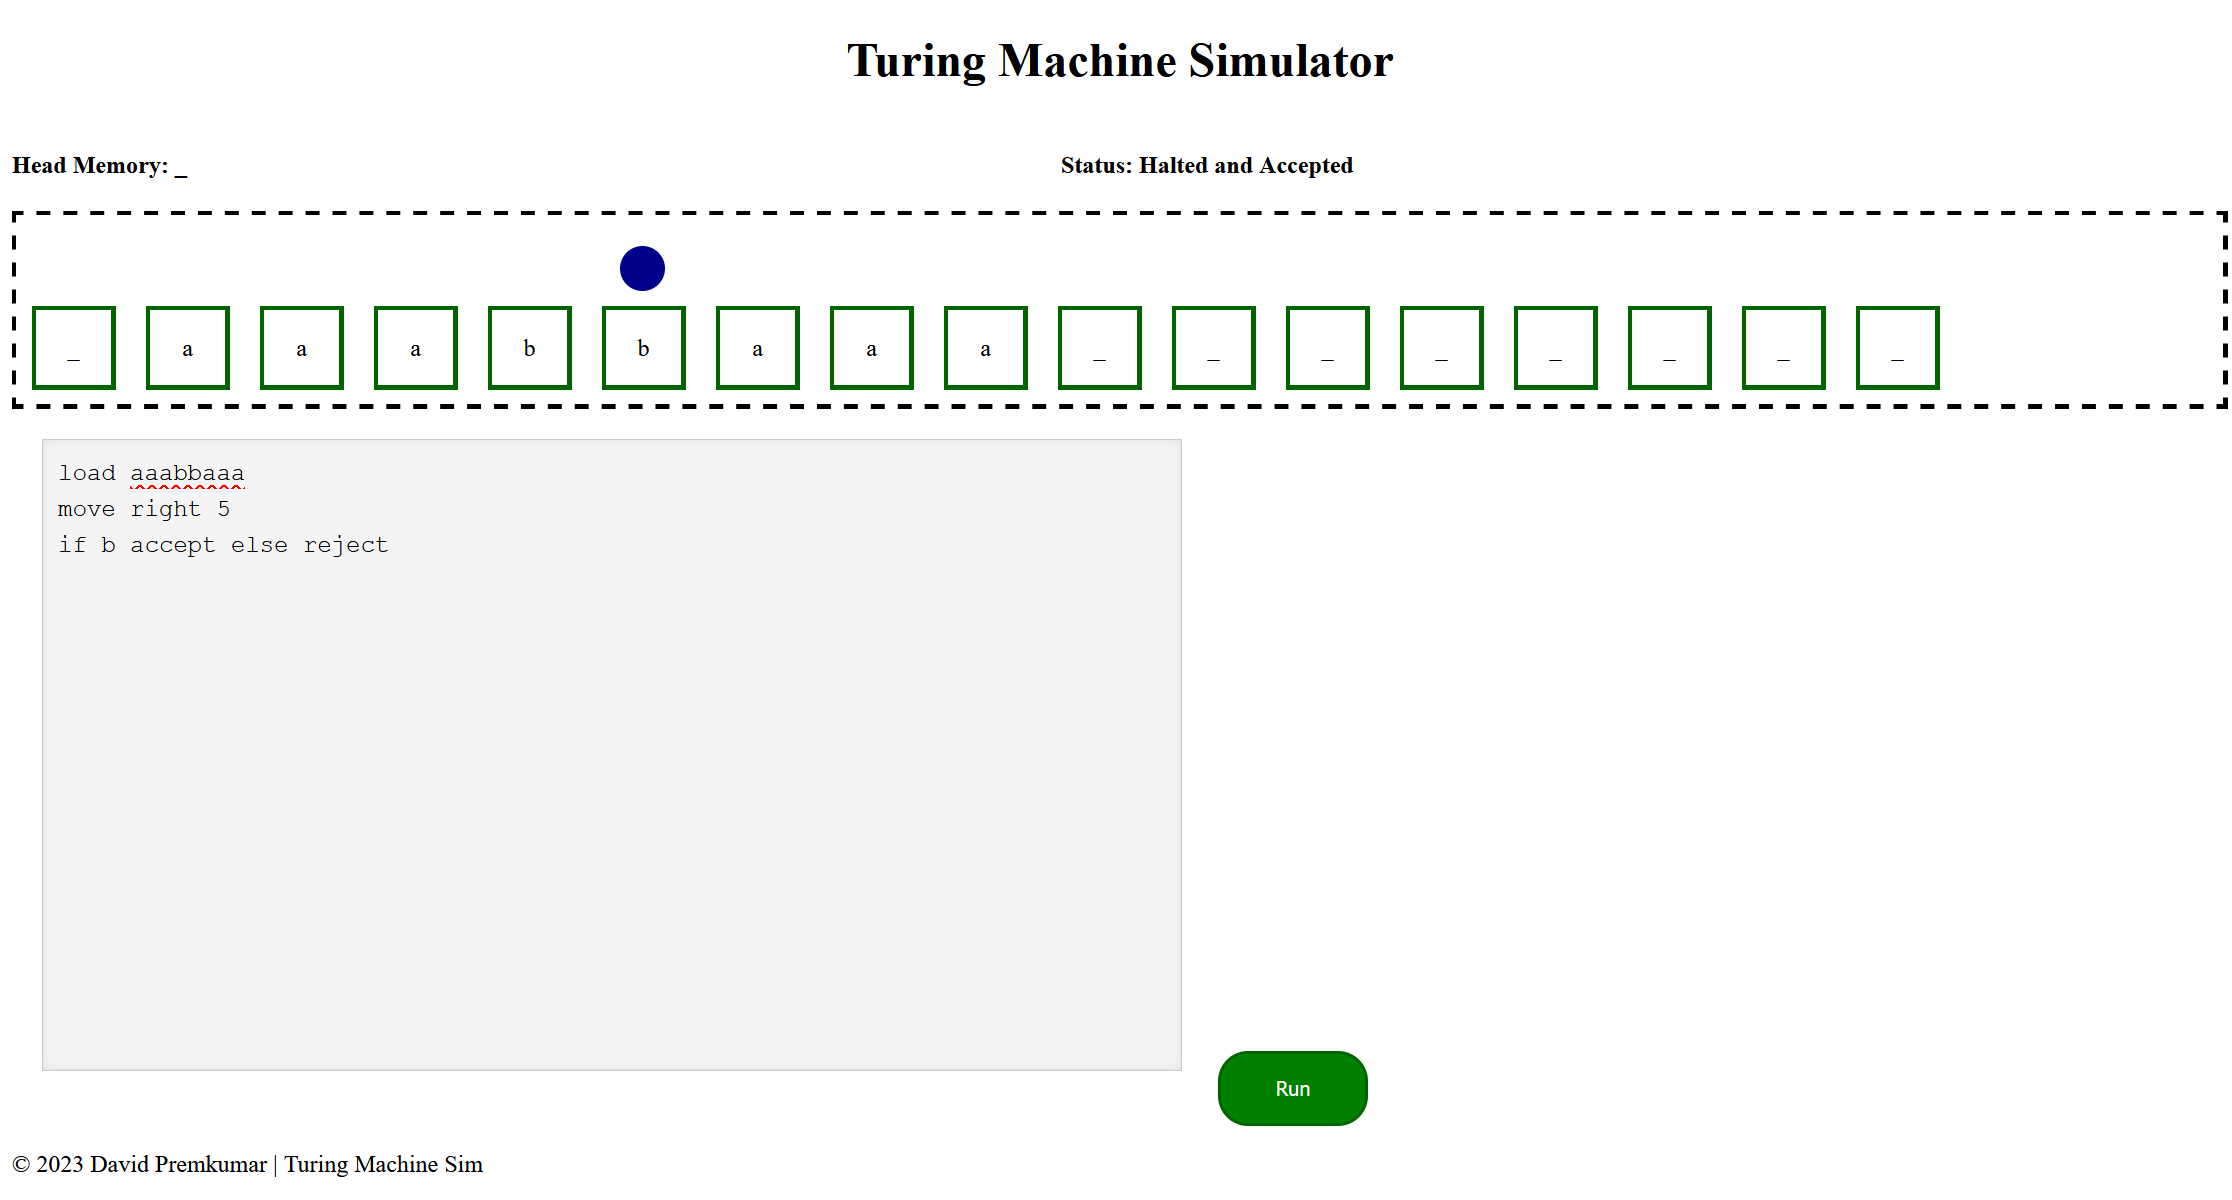 Turing Machine Simulator
Head Memory: _
Status: Halted and Accepted
_ a a a b b a a a _ _ _ _ _ _ _ _
load aaabbaaa
move right 5
if b accept else reject
Run
© 2023 David Premkumar | Turing Machine Sim